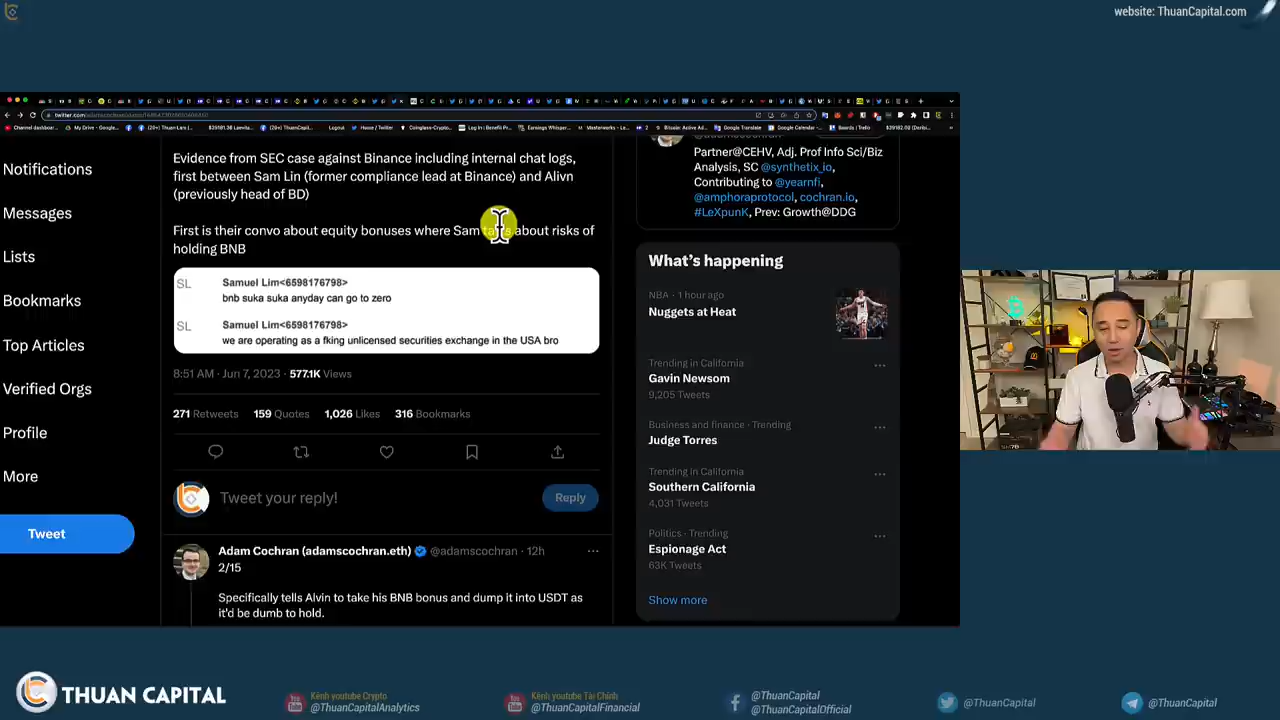 website: ThuanCapital.com
Evidence from SEC case against Binance including internal chat logs,
first between Sam Lin (former compliance lead at Binance) and Alivn
(previously head of BD)
First is their convo about equity bonuses where Sam about risks of
holding BNB
SL
Samuel Lim<6598176798>
bnb suka suka anyday can go to zero
SL
Samuel Lim<6598176798>
we are operating as a fking unlicensed securities exchange in the USA bro
8:51 AM · Jun 7, 2023 · 577.1K Views
271 Retweets 159 Quotes 1,026 Likes 316 Bookmarks
Tweet your reply!
Reply
Adam Cochran (adamscochran.eth) @adamscochran · 12h
2/15
Specifically tells Alvin to take his BNB bonus and dump it into USDT as
it'd be dumb to hold.
Notifications
Messages
Lists
Bookmarks
Top Articles
Verified Orgs
Profile
More
Tweet
Partner@CEHV, Adj. Prof Info Sci/Biz
Analysis, SC @synthetix_io,
Contributing to @yearnfi,
@amphoraprotocol, cochran.io,
#LeXpunK, Prev: Growth@DDG
What's happening
NBA · 1 hour ago
Nuggets at Heat
Trending in California
Gavin Newsom
9,205 Tweets
Business and finance · Trending
Judge Torres
Trending in California
Southern California
4,031 Tweets
Politics · Trending
Espionage Act
63K Tweets
Show more
THUAN CAPITAL
Kênh youtube Crypto
@ThuanCapitalAnalytics
Kênh youtube Tài Chính
@ThuanCapitalFinancial
@ThuanCapital
@ThuanCapitalOfficial
@ThuanCapital
@ThuanCapital